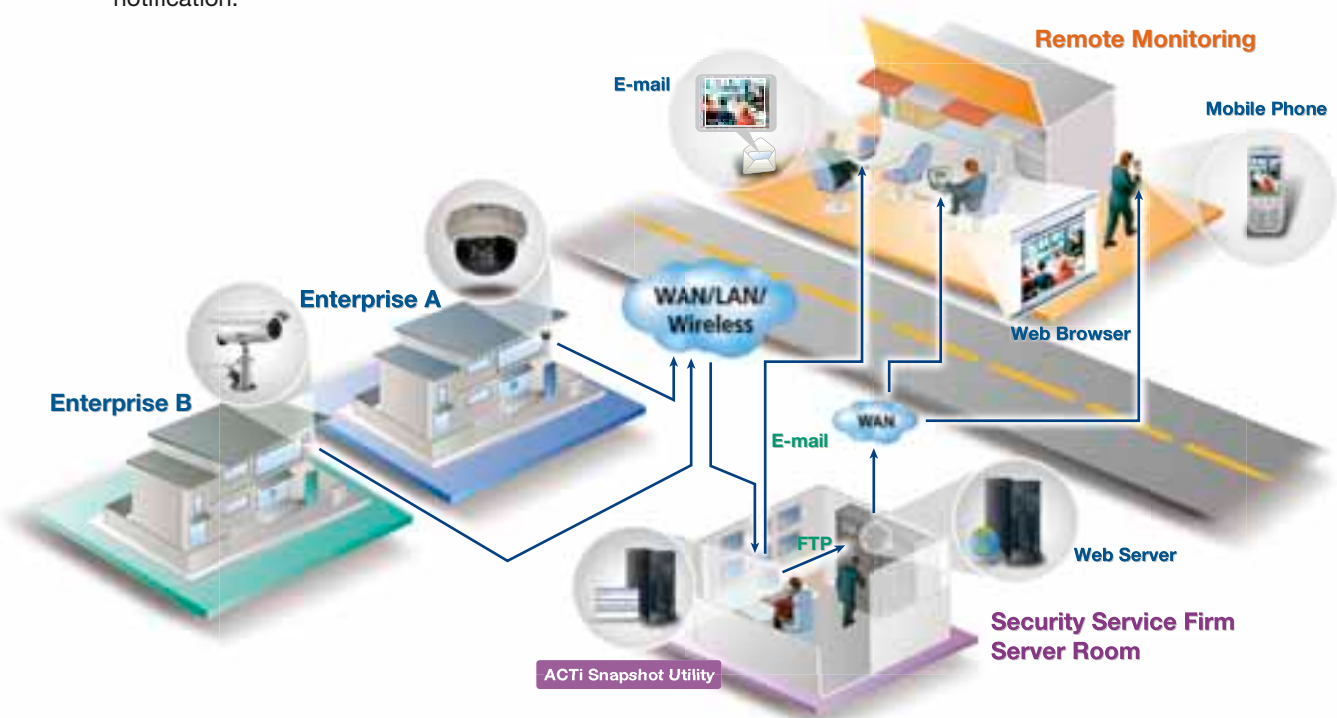 notification.
Remote Monitoring
E-mail
Mobile Phone
Enterprise A
WAN/LAN/
Wireless
Web Browser
Enterprise B
WAN
E-mail
FTP
Web Server
Security Service Firm
Server Room
ACTi Snapshot Utility